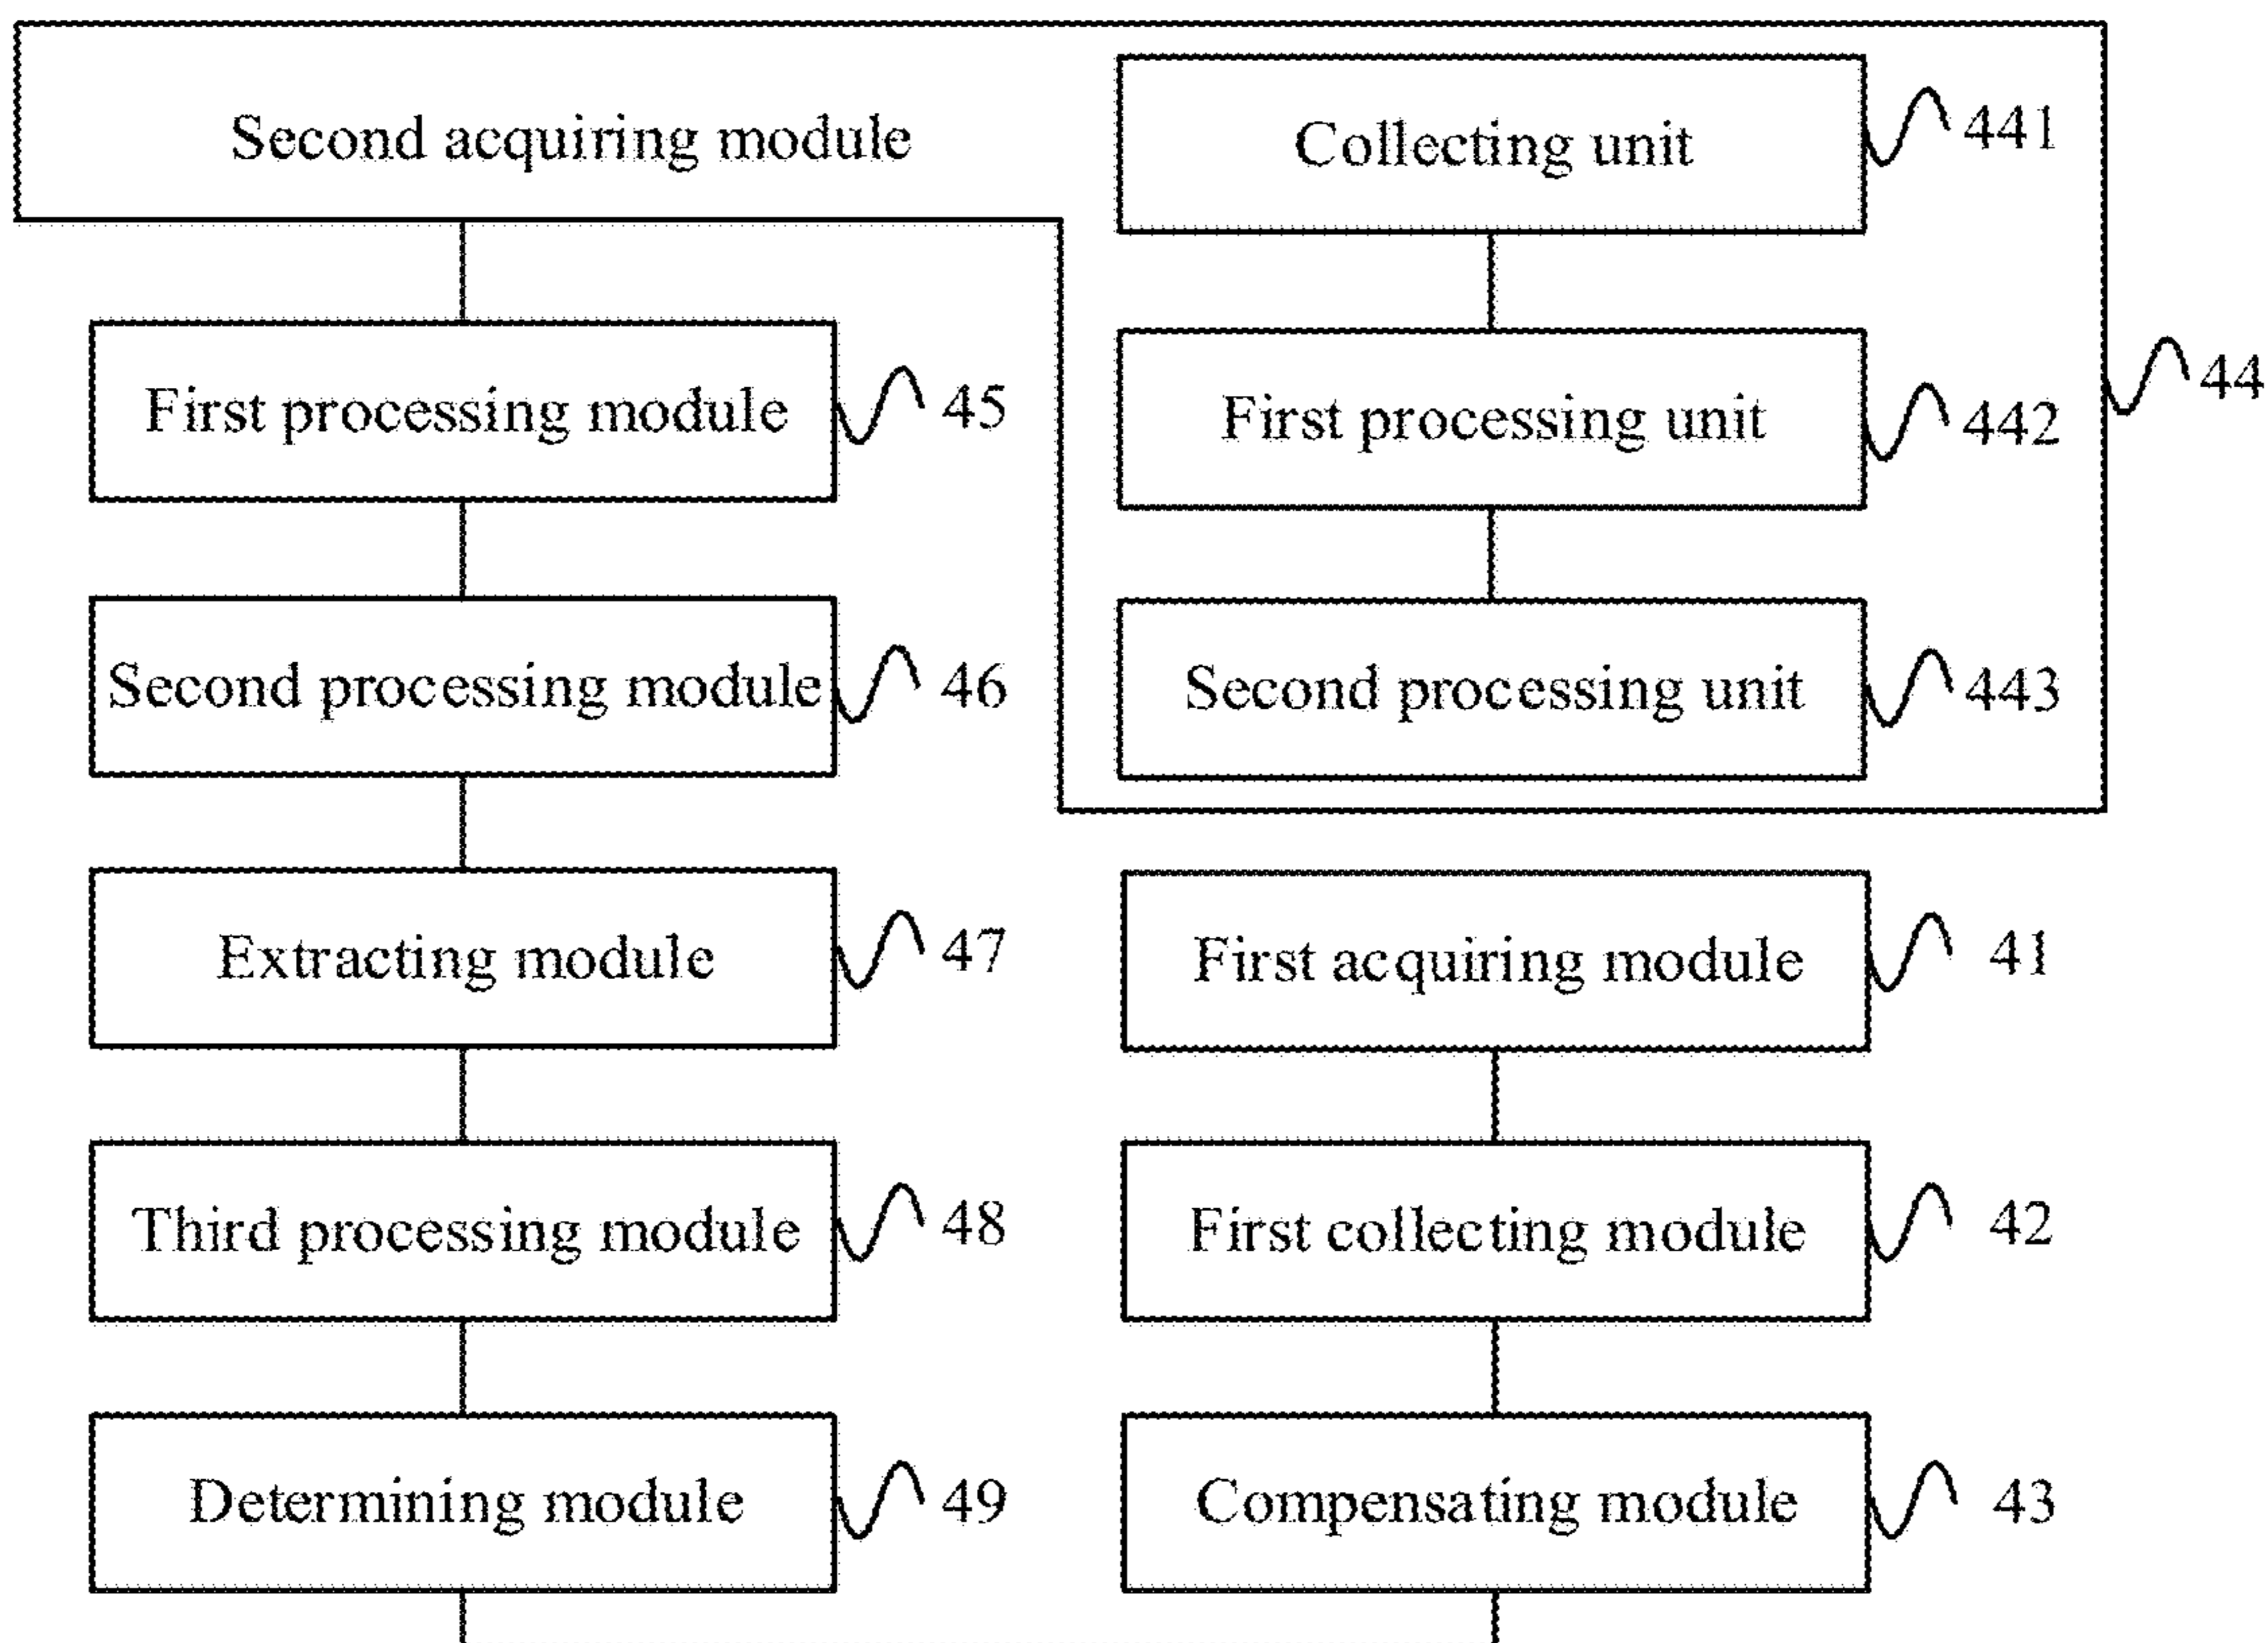 Second acquiring module
Collecting unit
441
First processing unit
442
Second processing unit
443
44
First processing module
45
Second processing module
46
Extracting module
47
Third processing module
48
Determining module
49
First acquiring module
41
First collecting module
42
Compensating module
43